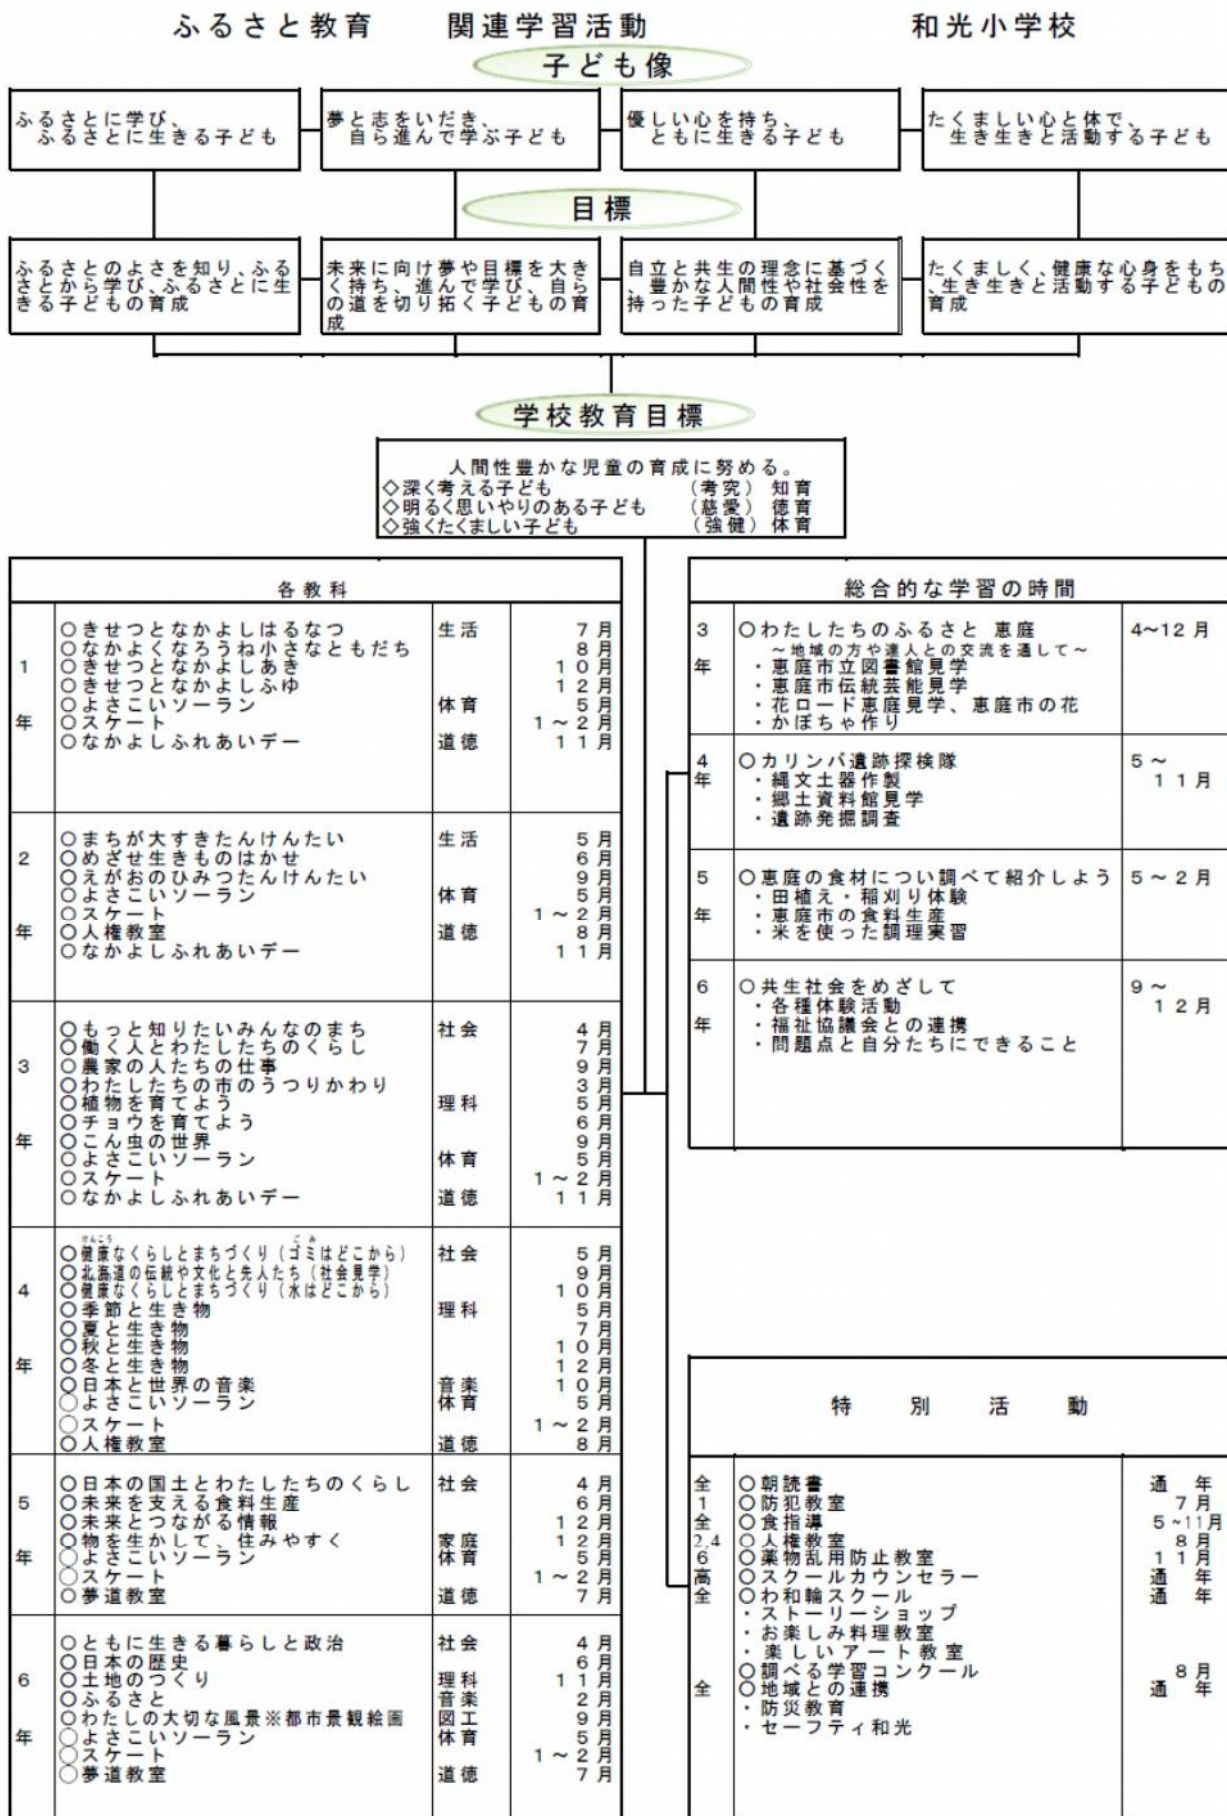 ふるさと教育　関連学習活動　和光小学校
子ども像
ふるさとに学び、
ふるさとに生きる子ども
夢と志をいだき、
自ら進んで学ぶ子ども
優しい心を持ち、
ともに生きる子ども
たくましい心と体で、
生き生きと活動する子ども
目標
ふるさとのよさを知り、ふる
さとから学び、ふるさとに生
きる子どもの育成
未来に向け夢や目標を大き
く持ち、進んで学び、自ら
の道を切り拓く子どもの育
成
自立と共生の理念に基づく
、豊かな人間性や社会性を
持った子どもの育成
たくましく、健康な心身をもち
、生き生きと活動する子どもの
育成
学校教育目標
人間性豊かな児童の育成に努める。
◇深く考える子ども　（考究）知育
◇明るく思いやりのある子ども　（慈愛）徳育
◇強くたくましい子ども　（強健）体育
各教科
1年
○きせつとなかよしはるなつ　生活　7月
○なかよくなろうね小さなともだち　8月
○きせつとなかよしあき　10月
○きせつとなかよしふゆ　12月
○よさこいソーラン　体育　5月
○スケート　1～2月
○なかよしふれあいデー　道徳　11月
2年
○まちが大すきたんけんたい　生活　5月
○めざせ生きものはかせ　6月
○えがおのひみつたんけんたい　9月
○よさこいソーラン　体育　5月
○スケート　1～2月
○人権教室　道徳　8月
○なかよしふれあいデー　11月
3年
○もっと知りたいみんなのまち　社会　4月
○働く人とわたしたちのくらし　7月
○農家の人たちの仕事　9月
○わたしたちの市のうつりかわり　3月
○植物を育てよう　理科　5月
○チョウを育てよう　6月
○こん虫の世界　9月
○よさこいソーラン　体育　5月
○スケート　1～2月
○なかよしふれあいデー　道徳　11月
4年
けんこう　ごみ
○健康なくらしとまちづくり（ゴミはどこから）　社会　5月
○北海道の伝統や文化と先人たち（社会見学）　9月
○健康なくらしとまちづくり（水はどこから）　10月
○季節と生き物　理科　5月
○夏と生き物　7月
○秋と生き物　10月
○冬と生き物　12月
○日本と世界の音楽　音楽　10月
○よさこいソーラン　体育　5月
○スケート　1～2月
○人権教室　道徳　8月
5年
○日本の国土とわたしたちのくらし　社会　4月
○未来を支える食料生産　6月
○未来とつながる情報　12月
○物を生かして、住みやすく　家庭　12月
○よさこいソーラン　体育　5月
○スケート　1～2月
○夢道教室　道徳　7月
6年
○ともに生きる暮らしと政治　社会　4月
○日本の歴史　6月
○土地のつくり　理科　11月
○ふるさと　音楽　2月
○わたしの大切な風景※都市景観絵画　図工　9月
○よさこいソーラン　体育　5月
○スケート　1～2月
○夢道教室　道徳　7月
総合的な学習の時間
3年
○わたしたちのふるさと 恵庭　4~12月
～地域の方や達人との交流を通して～
・恵庭市立図書館見学
・恵庭市伝統芸能見学
・花ロード恵庭見学、恵庭市の花
・かぼちゃ作り
4年
○カリンバ遺跡探検隊　5～11月
・縄文土器作製
・郷土資料館見学
・遺跡発掘調査
5年
○恵庭の食材につい調べて紹介しよう　5～2月
・田植え・稲刈り体験
・恵庭市の食料生産
・米を使った調理実習
6年
○共生社会をめざして　9～12月
・各種体験活動
・福祉協議会との連携
・問題点と自分たちにできること
特別活動
全　○朝読書　通年
1　○防犯教室　7月
全　○食指導　5~11月
2,4　○人権教室　8月
6　○薬物乱用防止教室　11月
高　○スクールカウンセラー　通年
全　○わ和輪スクール　通年
・ストーリーショップ
・お楽しみ料理教室
・楽しいアート教室
○調べる学習コンクール　8月
全　○地域との連携　通年
・防災教育
・セーフティ和光